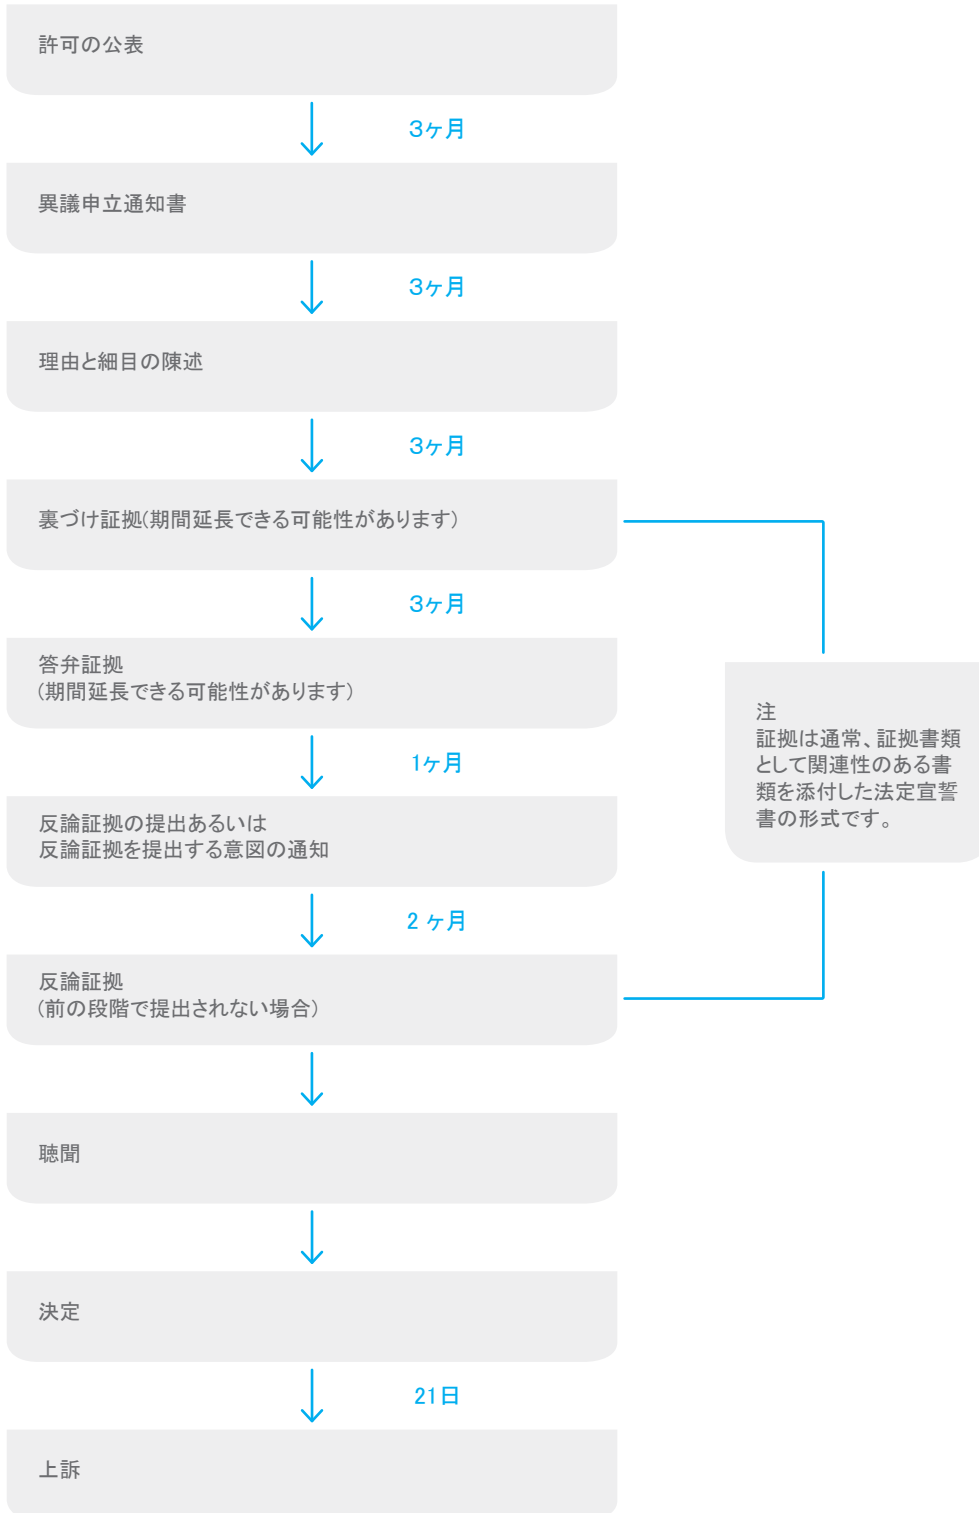 許可の公表
3ヶ月
異議申立通知書
3ヶ月
理由と細目の陳述
3ヶ月
裏づけ証拠(期間延長できる可能性があります)
3ヶ月
答弁証拠
(期間延長できる可能性があります)
1ヶ月
反論証拠の提出あるいは
反論証拠を提出する意図の通知
2 ヶ月
反論証拠
(前の段階で提出されない場合)
聴聞
決定
21日
上訴
注
証拠は通常、証拠書類
として関連性のある書
類を添付した法定宣誓
書の形式です。